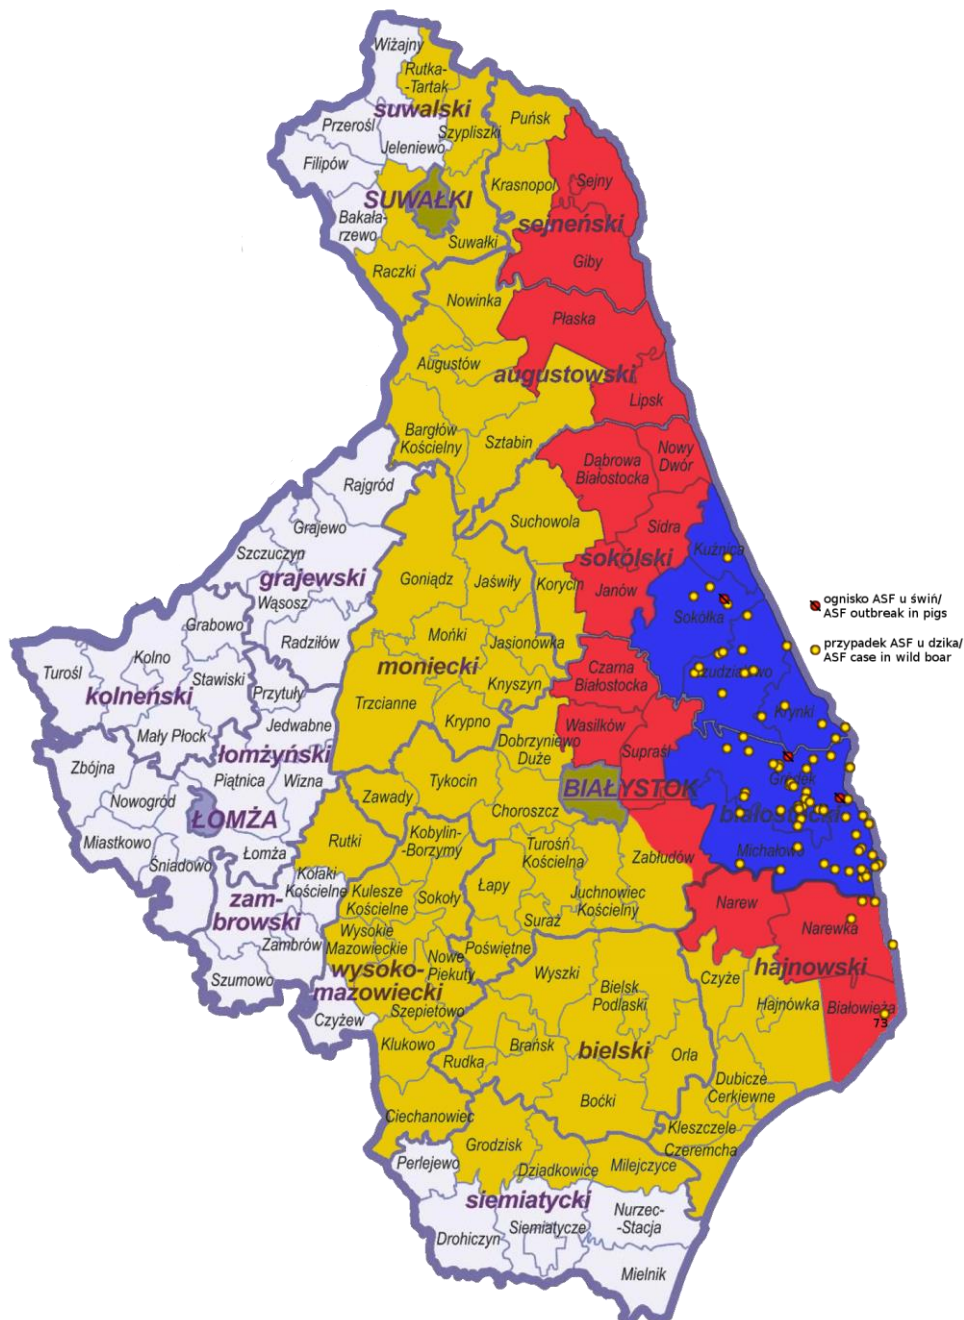 Wiżajny
Rutka-
-Tartak
suwalski
Przerośl
Szypliszki
Puńsk
Jeleniewo
Filipów
Krasnopol
Sejny
SUWAŁKI
Bakała-
rzewo
sejneński
Suwałki
Raczki
Giby
Nowinka
Płaska
Augustów
augustowski
Lipsk
Bargłów
Kościelny
Sztabin
Nowy
Dwór
Dąbrowa
Białostocka
Rajgród
Suchowola
Sidra
Grajewo
Kuźnica
Szczuczyn
sokólski
grajewski
Goniądz
Jaświły
Korycin
Janów
Wąsosz
ognisko ASF u świń/
ASF outbreak in pigs
Grabowo
Sokółka
Mońki
Radziłów
Jasionówka
przypadek ASF u dzika/
ASF case in wild boar
Kolno
moniecki
Turośl
Stawiski
Czarna
Białostocka
Szudziałowo
Knyszyn
kolneński
Przytuły
Trzcianne
Krynki
Jedwabne
Krypno
Wasilków
Mały Płock
Dobrzyniewo
Duże
Supraśl
łomżyński
Zbójna
Piątnica
Wizna
Tykocin
Gródek
BIAŁYSTOK
Zawady
Nowogród
Choroszcz
ŁOMŻA
białostocki
Miastkowo
Rutki
Kobylin-
-Borzymy
Turośń
Kościelna
Łomża
Michałowo
Śniadowo
Zabłudów
Kołaki
Kościelne
Kulesze
Kościelne
Łapy
Juchnowiec
Kościelny
Sokoły
zam-
browski
Narew
Suraż
Wysokie
Mazowieckie
Narewka
Zambrów
Nowe
Piekuty
Poświętne
wysoko-
mazowiecki
Wyszki
hajnowski
Szumowo
Czyże
Bielsk
Podlaski
Hajnówka
Szepietowo
Białowieża
73
Czyżew
Klukowo
Brańsk
bielski
Orla
Rudka
Dubicze
Cerkiewne
Boćki
Ciechanowiec
Kleszczele
Grodzisk
Czeremcha
Perlejewo
Dziadkowice
Milejczyce
siemiatycki
Nurzec-
-Stacja
Siemiatycze
Drohiczyn
Mielnik